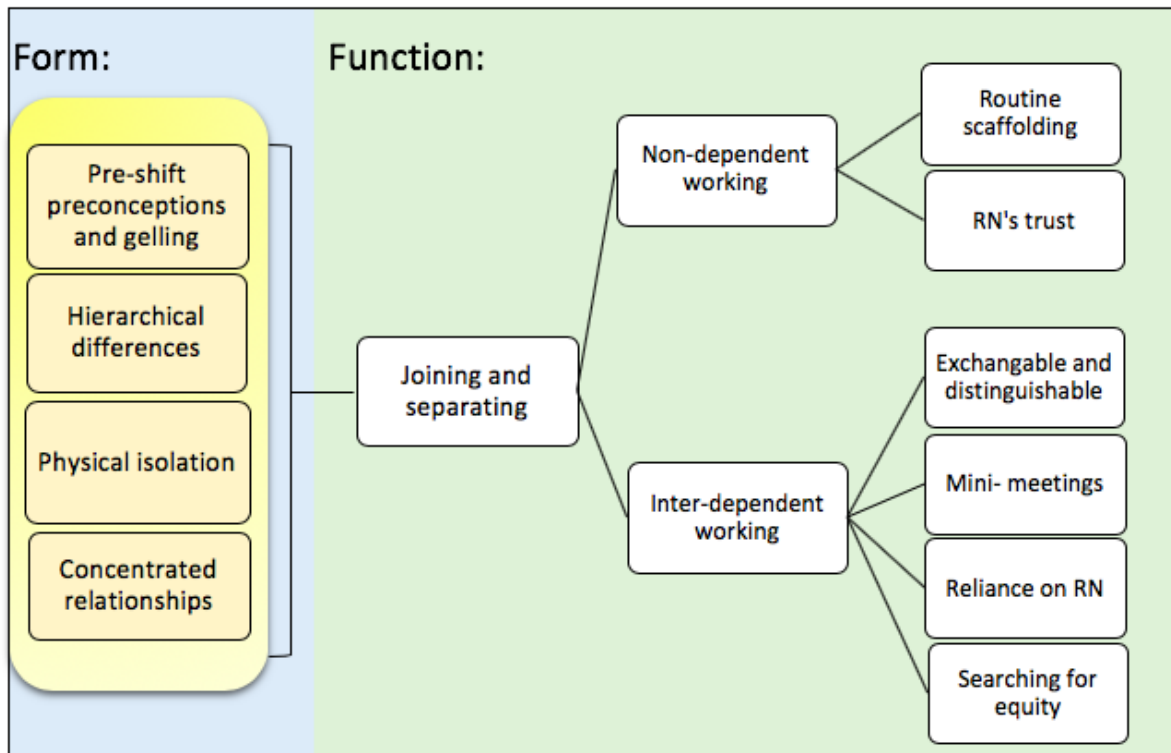 Form:
Pre-shift
preconceptions
and gelling
Hierarchical
differences
Physical isolation
Concentrated
relationships
Function:
Joining and
separating
Non-dependent
working
Routine
scaffolding
RN's trust
Inter-dependent
working
Exchangable and
distinguishable
Mini- meetings
Reliance on RN
Searching for
equity